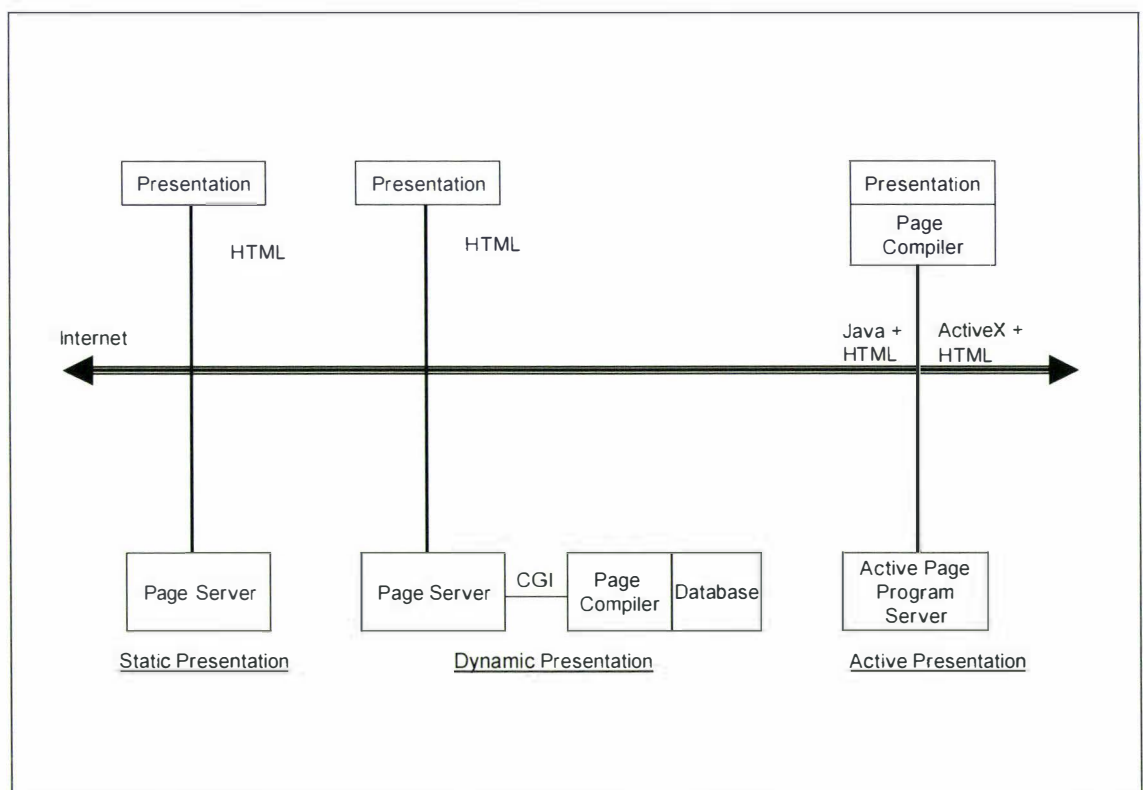 Presentation
HTML
Presentation
HTML
Presentation
Page
Compiler
Internet
Java +
HTML
ActiveX +
HTML
Page Server
Page Server
CGI
Page
Compiler
Database
Active Page
Program
Server
Static Presentation
Dynamic Presentation
Active Presentation